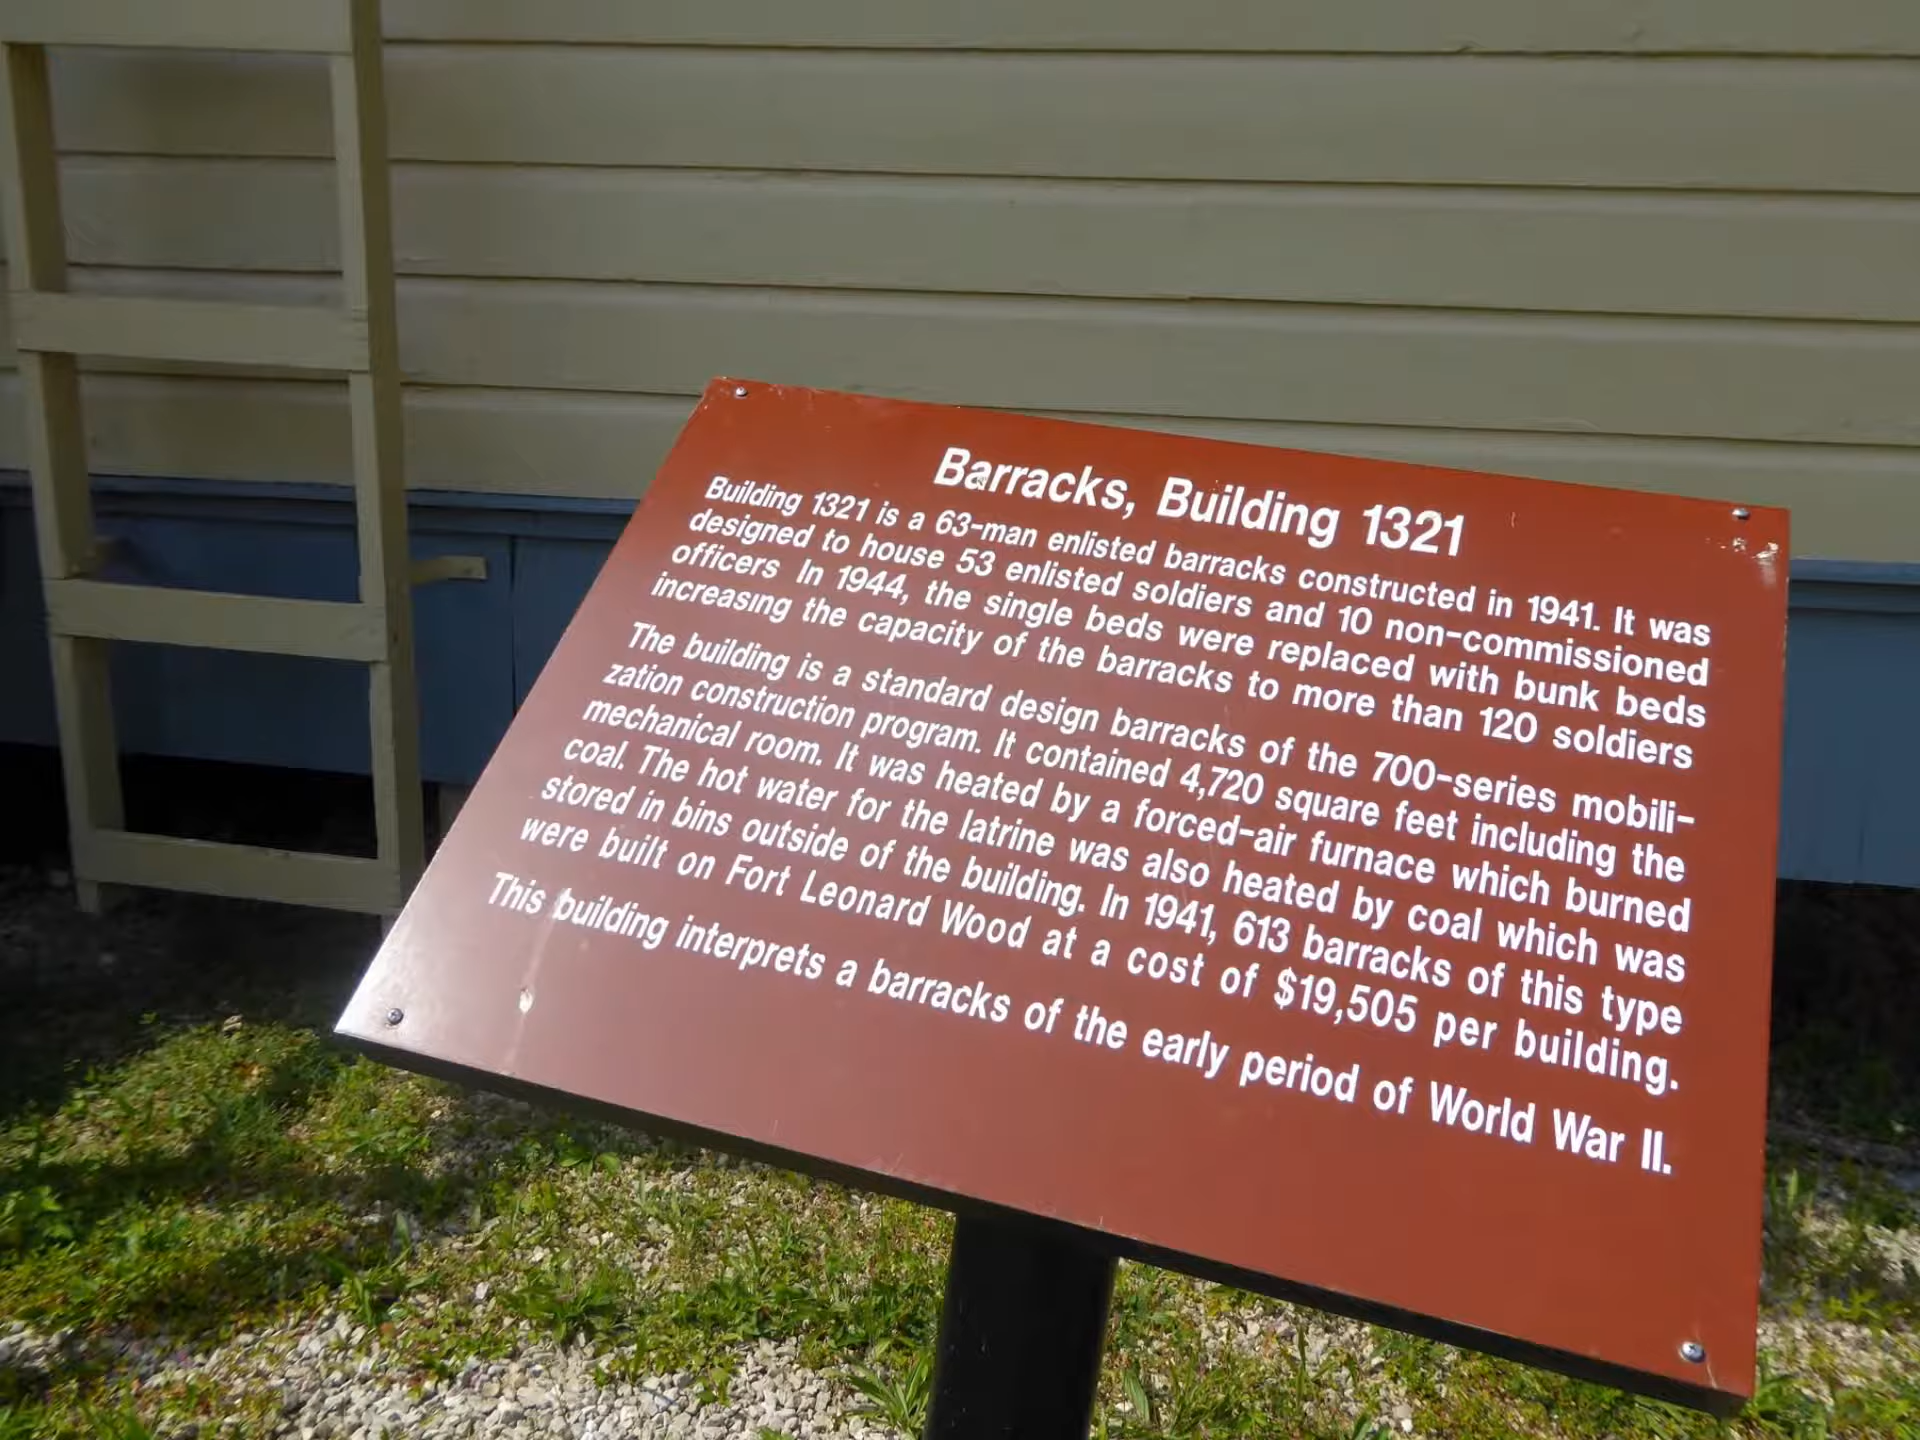 Barracks, Building 1321
Building 1321 is a 63-man enlisted barracks constructed in 1941. It was
designed to house 53 enlisted soldiers and 10 non-commissioned
officers In 1944, the single beds were replaced with bunk beds
increasing the capacity of the barracks to more than 120 soldiers
The building is a standard design barracks of the 700-series mobili-
zation construction program. It contained 4,720 square feet including the
mechanical room. It was heated by a forced-air furnace which burned
coal. The hot water for the latrine was also heated by coal which was
stored in bins outside of the building. In 1941, 613 barracks of this type
were built on Fort Leonard Wood at a cost of $19,505 per building.
This building interprets a barracks of the early period of World War II.